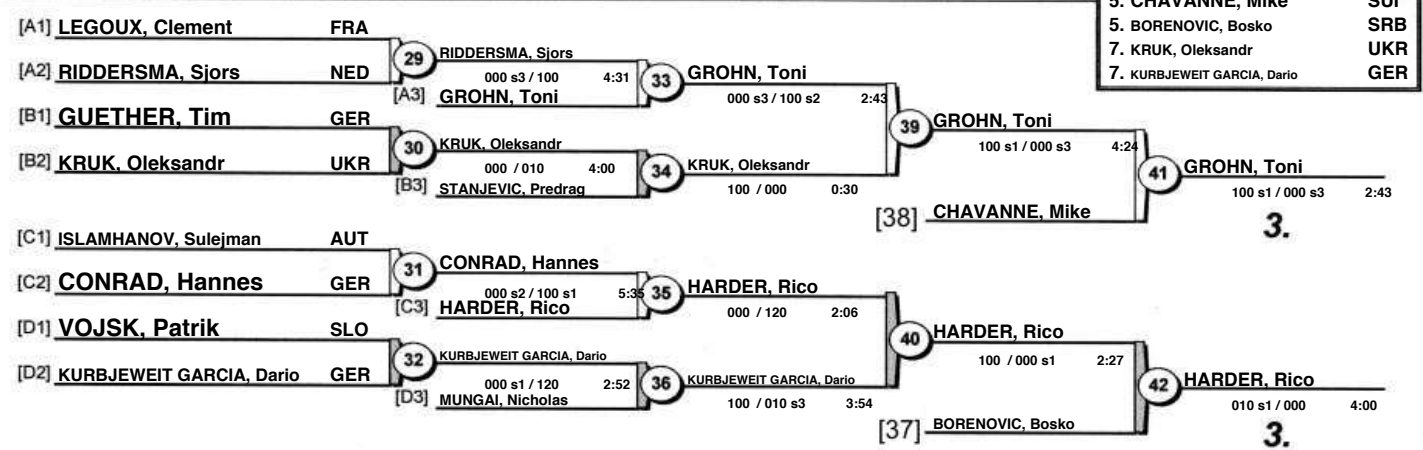 5. CHAVANNE, Mike SUI
5. BORENOVIC, Bosko SRB
7. KRUK, Oleksandr UKR
7. KURBJEWEIT GARCIA, Dario GER
[A1] LEGOUX, Clement FRA
29
RIDDERSMA, Sjors
[A2] RIDDERSMA, Sjors NED
000 s3 / 100 4:31
33
GROHN, Toni
[A3] GROHN, Toni
000 s3 / 100 s2 2:43
[B1] GUETHER, Tim GER
39
GROHN, Toni
30
KRUK, Oleksandr
100 s1 / 000 s3 4:24
[B2] KRUK, Oleksandr UKR
000 / 010 4:00
34
KRUK, Oleksandr
41
GROHN, Toni
[B3] STANJEVIC, Predrag
100 / 000 0:30
100 s1 / 000 s3 2:43
[38] CHAVANNE, Mike
3.
[C1] ISLAMHANOV, Sulejman AUT
31
CONRAD, Hannes
[C2] CONRAD, Hannes GER
000 s2 / 100 s1 5:35
35
HARDER, Rico
[C3] HARDER, Rico
000 / 120 2:06
[D1] VOJSK, Patrik SLO
40
HARDER, Rico
32
KURBJEWEIT GARCIA, Dario
100 / 000 s1 2:27
[D2] KURBJEWEIT GARCIA, Dario GER
000 s1 / 120 2:52
36
KURBJEWEIT GARCIA, Dario
42
HARDER, Rico
[D3] MUNGAI, Nicholas
100 / 010 s3 3:54
010 s1 / 000 4:00
[37] BORENOVIC, Bosko
3.